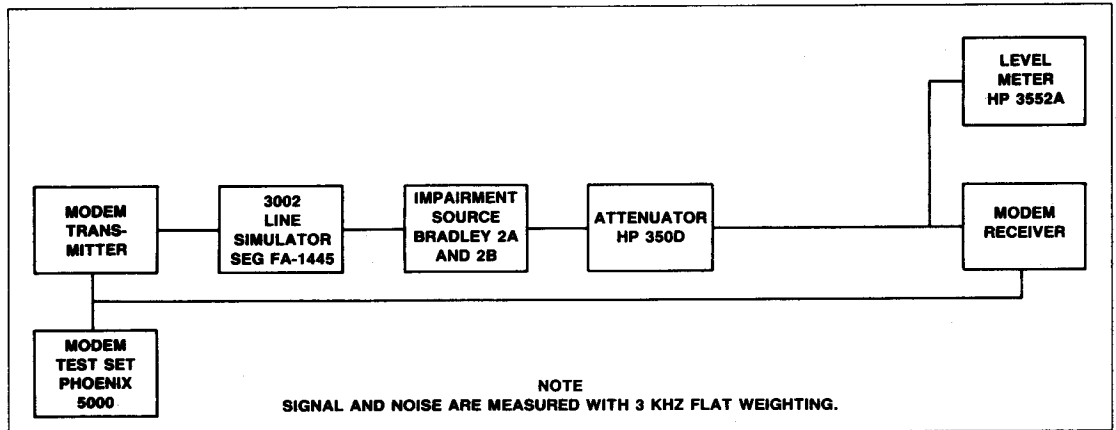 LEVEL
METER
HP 3552A
MODEM
TRANS-
MITTER
3002
LINE
SIMULATOR
SEG FA-1445
IMPAIRMENT
SOURCE
BRADLEY 2A
AND 2B
ATTENUATOR
HP 350D
MODEM
RECEIVER
MODEM
TEST SET
PHOENIX
5000
NOTE
SIGNAL AND NOISE ARE MEASURED WITH 3 KHZ FLAT WEIGHTING.